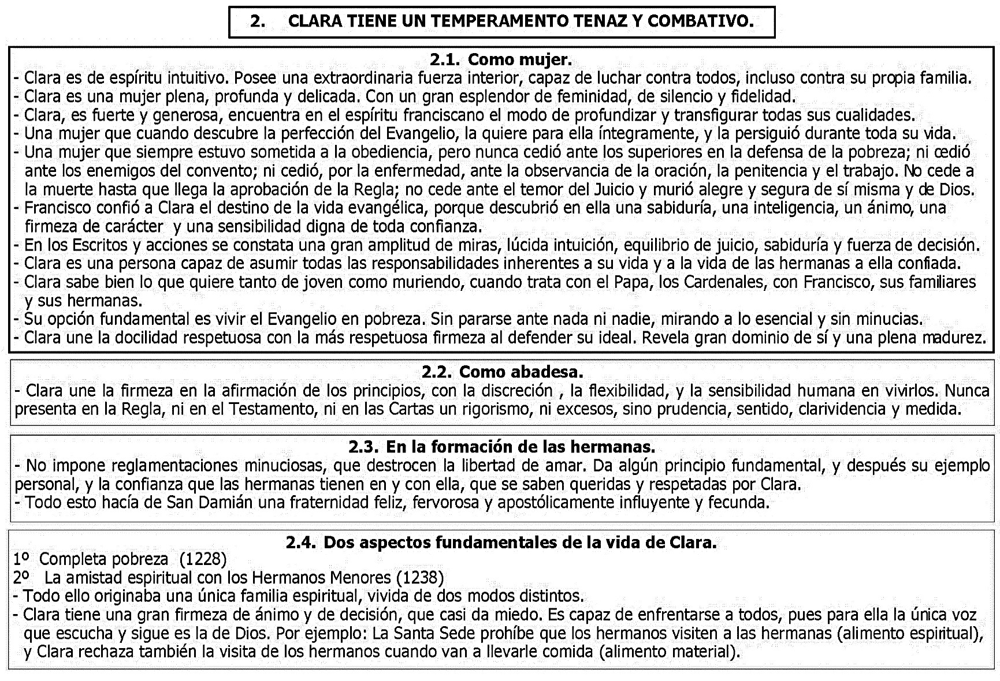 2. CLARA TIENE UN TEMPERAMENTO TENAZ Y COMBATIVO.
2.1. Como mujer.
- Clara es de espíritu intuitivo. Posee una extraordinaria fuerza interior, capaz de luchar contra todos, incluso contra su propia familia.
- Clara es una mujer plena, profunda y delicada. Con un gran esplendor de feminidad, de silencio y fidelidad.
- Clara, es fuerte y generosa, encuentra en el espíritu franciscano el modo de profundizar y transfigurar todas sus cualidades.
- Una mujer que cuando descubre la perfección del Evangelio, la quiere para ella íntegramente, y la persiguió durante toda su vida.
- Una mujer que siempre estuvo sometida a la obediencia, pero nunca cedió ante los superiores en la defensa de la pobreza; ni cedió
ante los enemigos del convento; ni cedió, por la enfermedad, ante la observancia de la oración, la penitencia y el trabajo. No cede a
la muerte hasta que llega la aprobación de la Regla; no cede ante el temor del Juicio y murió alegre y segura de sí misma y de Dios.
- Francisco confió a Clara el destino de la vida evangélica, porque descubrió en ella una sabiduría, una inteligencia, un ánimo, una
firmeza de carácter y una sensibilidad digna de toda confianza.
- En los Escritos y acciones se constata una gran amplitud de miras, lúcida intuición, equilibrio de juicio, sabiduría y fuerza de decisión.
- Clara es una persona capaz de asumir todas las responsabilidades inherentes a su vida y a la vida de las hermanas a ella confiada.
- Clara sabe bien lo que quiere tanto de joven como muriendo, cuando trata con el Papa, los Cardenales, con Francisco, sus familiares
y sus hermanas.
- Su opción fundamental es vivir el Evangelio en pobreza. Sin pararse ante nada ni nadie, mirando a lo esencial y sin minucias.
- Clara une la docilidad respetuosa con la más respetuosa firmeza al defender su ideal. Revela gran dominio de sí y una plena madurez.
2.2. Como abadesa.
- Clara une la firmeza en la afirmación de los principios, con la discreción , la flexibilidad, y la sensibilidad humana en vivirlos. Nunca
presenta en la Regla, ni en el Testamento, ni en las Cartas un rigorismo, ni excesos, sino prudencia, sentido, clarividencia y medida.
2.3. En la formación de las hermanas.
- No impone reglamentaciones minuciosas, que destrocen la libertad de amar. Da algún principio fundamental, y después su ejemplo
personal, y la confianza que las hermanas tienen en y con ella, que se saben queridas y respetadas por Clara.
- Todo esto hacía de San Damián una fraternidad feliz, fervorosa y apostólicamente influyente y fecunda.
2.4. Dos aspectos fundamentales de la vida de Clara.
1º Completa pobreza (1228)
2º La amistad espiritual con los Hermanos Menores (1238)
- Todo ello originaba una única familia espiritual, vivida de dos modos distintos.
- Clara tiene una gran firmeza de ánimo y de decisión, que casi da miedo. Es capaz de enfrentarse a todos, pues para ella la única voz
que escucha y sigue es la de Dios. Por ejemplo: La Santa Sede prohíbe que los hermanos visiten a las hermanas (alimento espiritual),
y Clara rechaza también la visita de los hermanos cuando van a llevarle comida (alimento material).